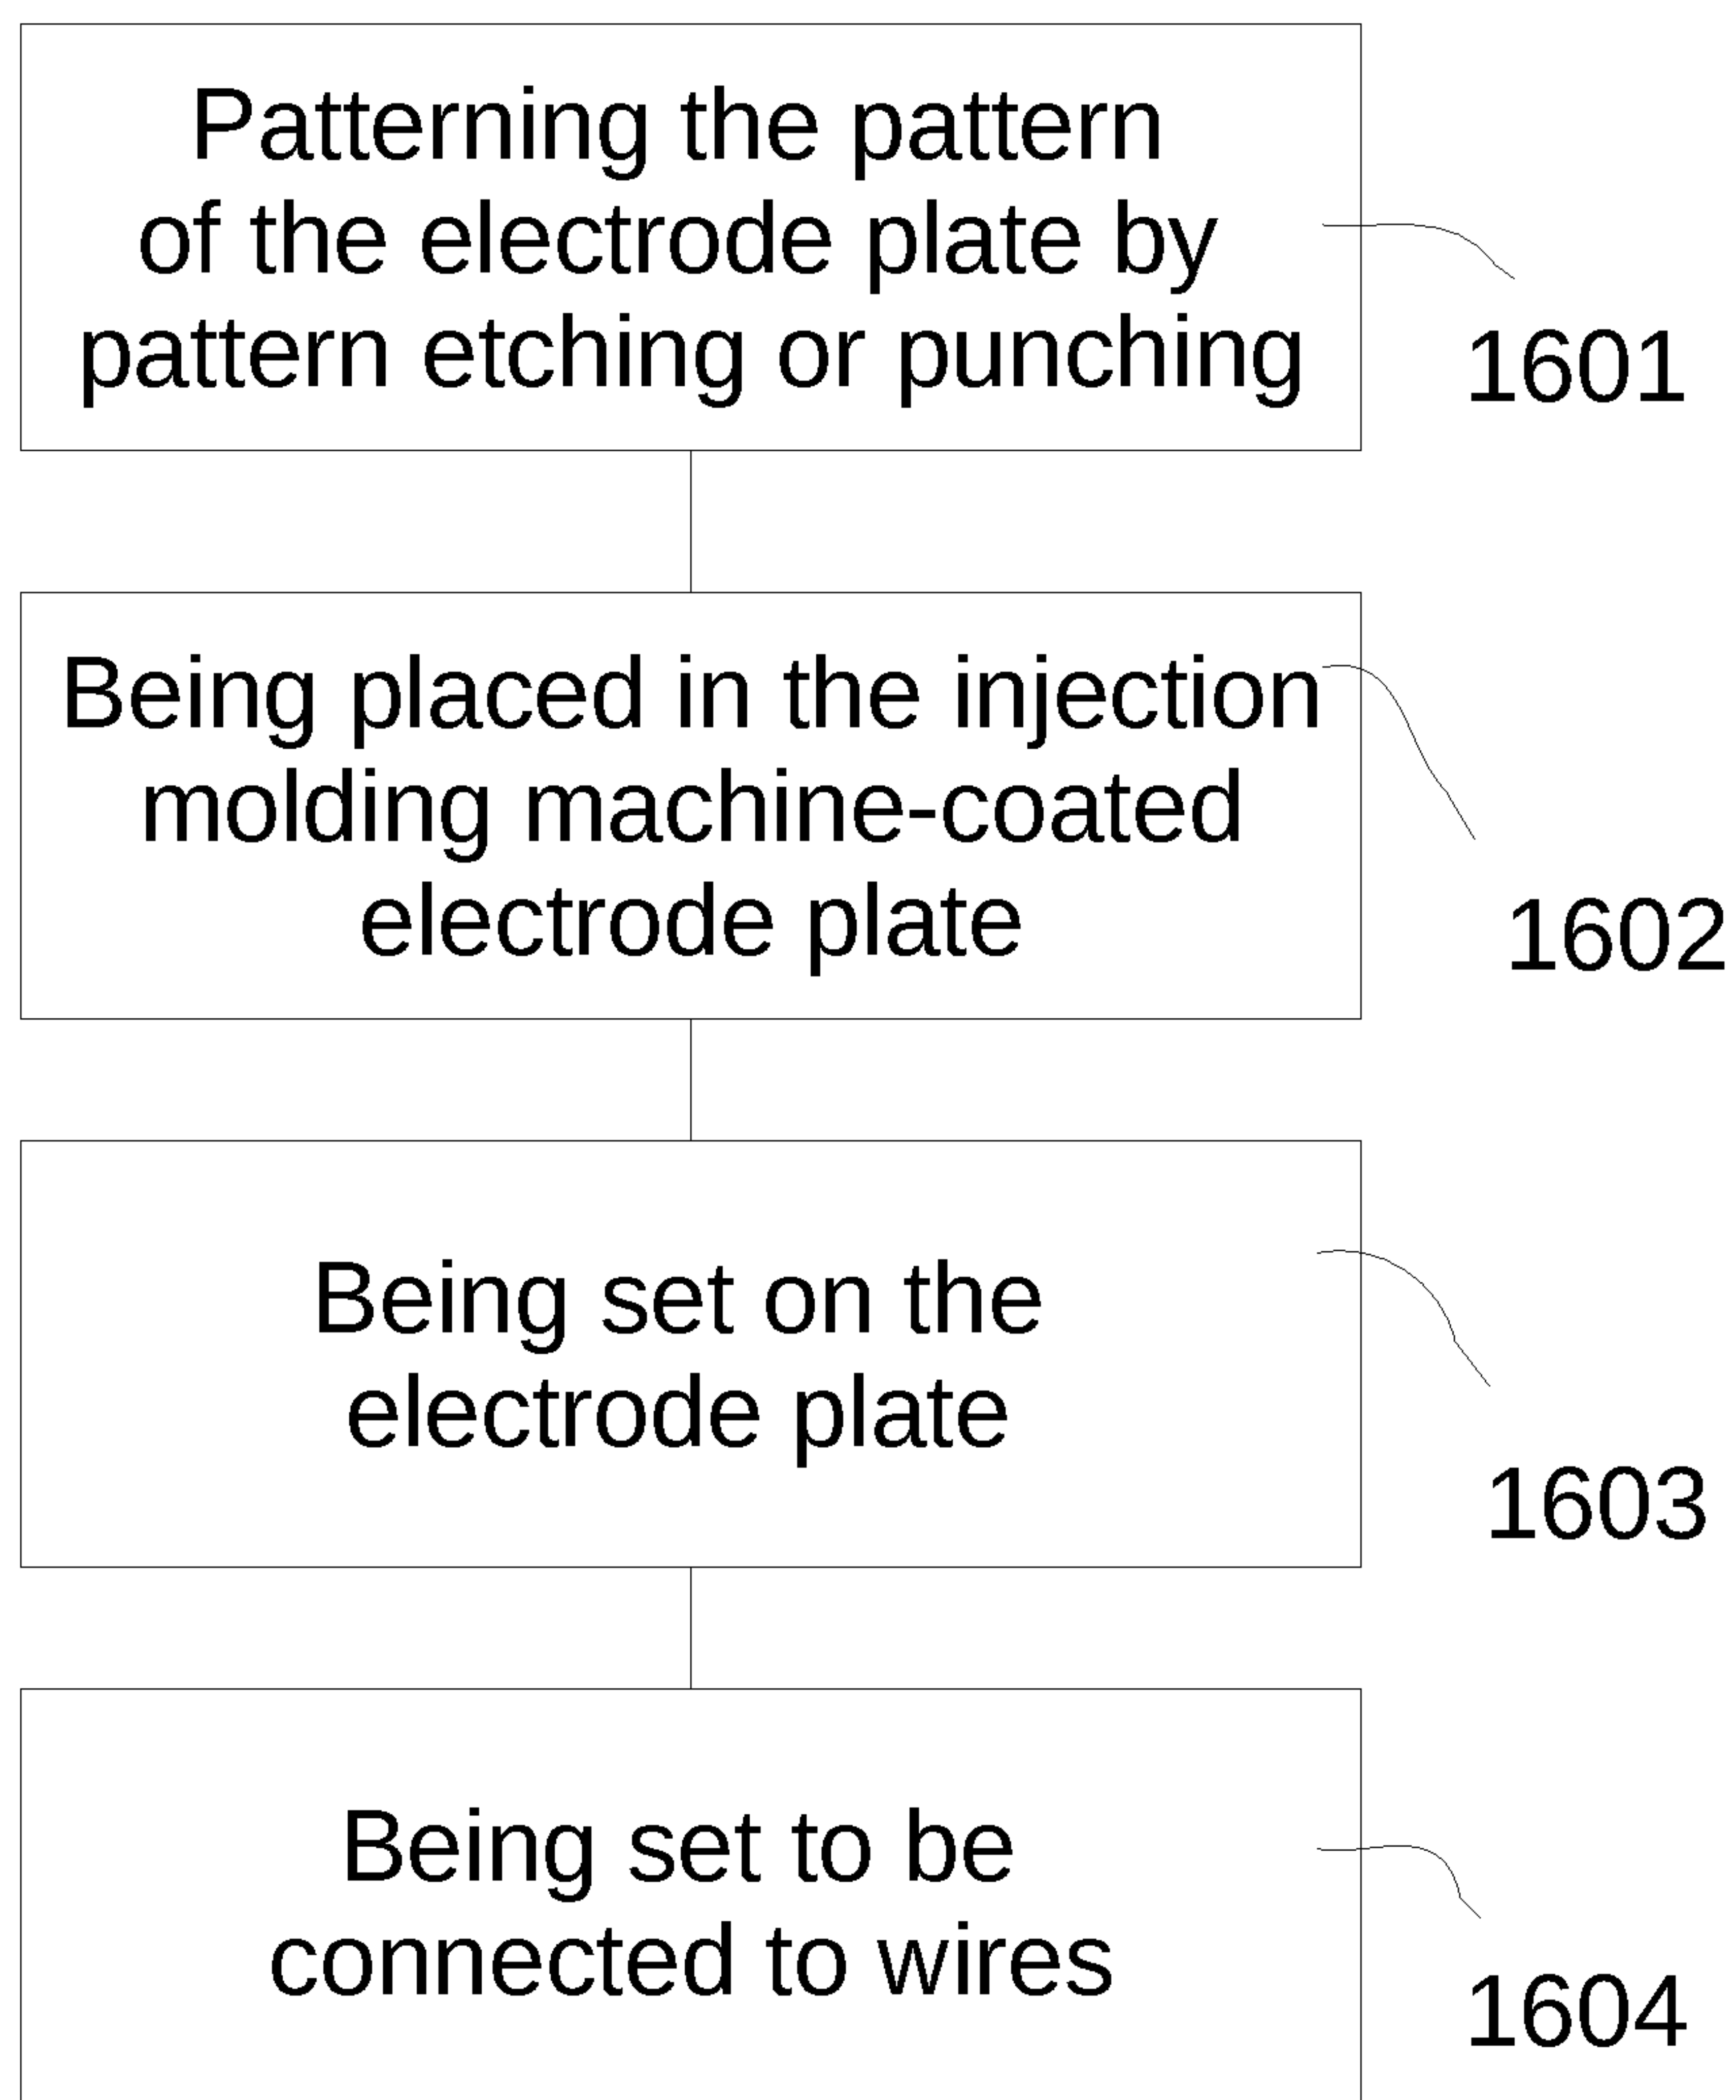 Patterning the pattern
of the electrode plate by
pattern etching or punching
1601
Being placed in the injection
molding machine-coated
electrode plate
1602
Being set on the
electrode plate
1603
Being set to be
connected to wires
1604